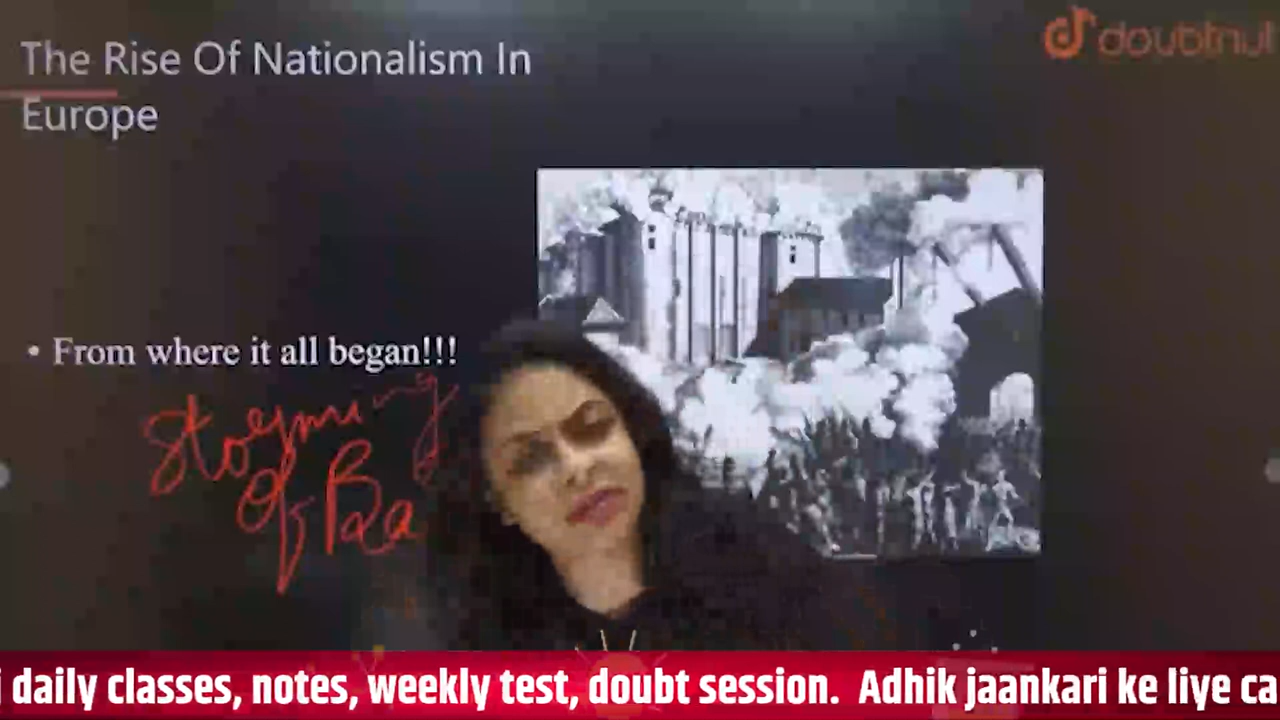 The Rise Of Nationalism In
Europe
doubtnut
• From where it all began!!!
Storming
Of Ba
i daily classes, notes, weekly test, doubt session. Adhik jaankari ke liye ca